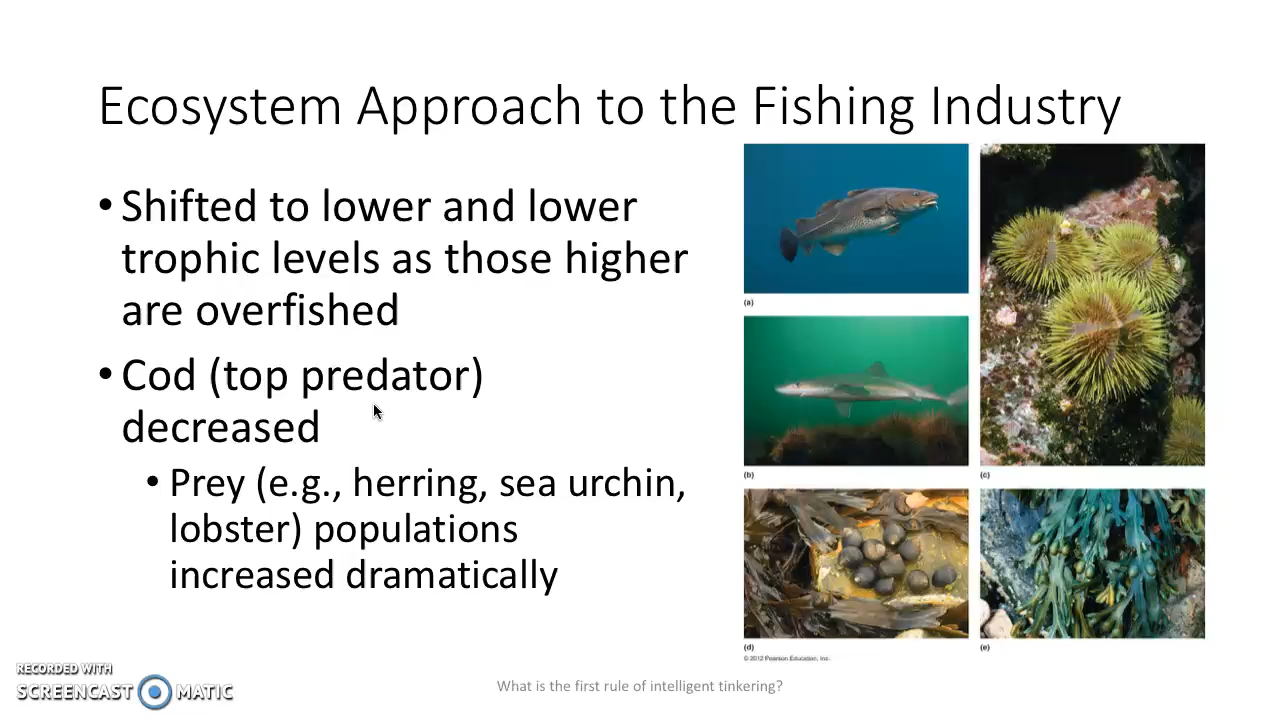 Ecosystem Approach to the Fishing Industry
• Shifted to lower and lower
trophic levels as those higher
are overfished
• Cod (top predator)
decreased
• Prey (e.g., herring, sea urchin,
lobster) populations
increased dramatically
(a)
(b)
(c)
(d)
(e)
© 2012 Pearson Education, Inc.
RECORDED WITH
SCREENCAST MATIC
What is the first rule of intelligent tinkering?